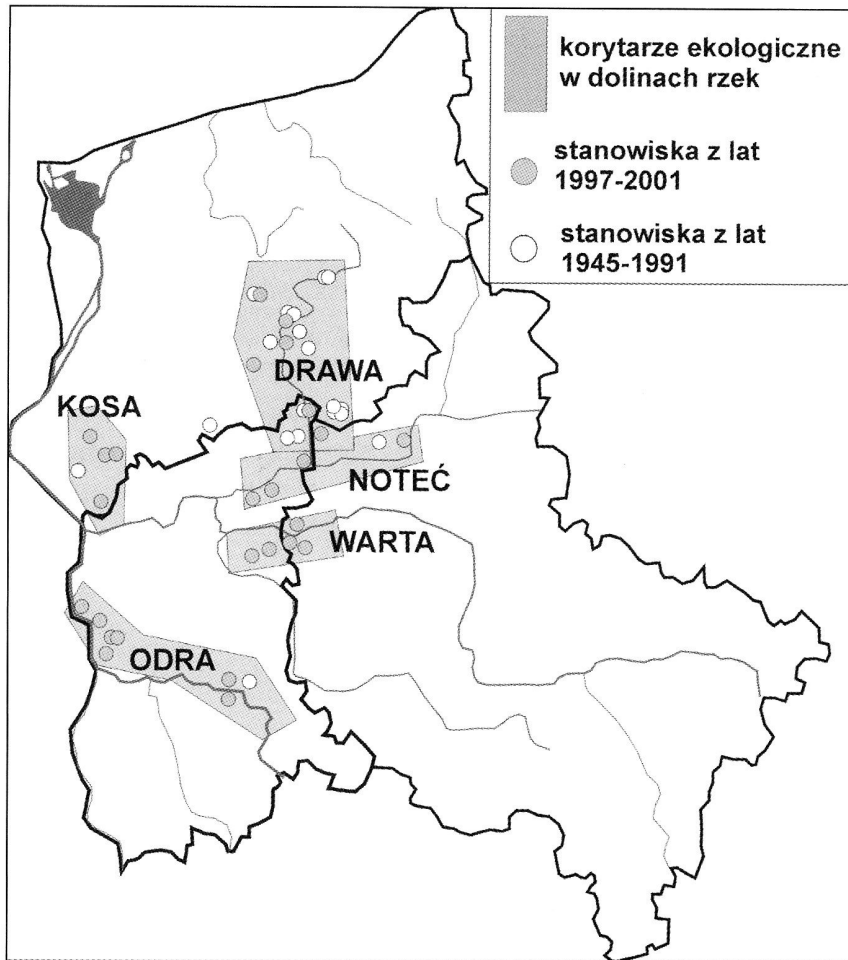 korytarze ekologiczne
w dolinach rzek
stanowiska z lat
1997-2001
stanowiska z lat
1945-1991
DRAWA
KOSA
NOTEĆ
WARTA
ODRA